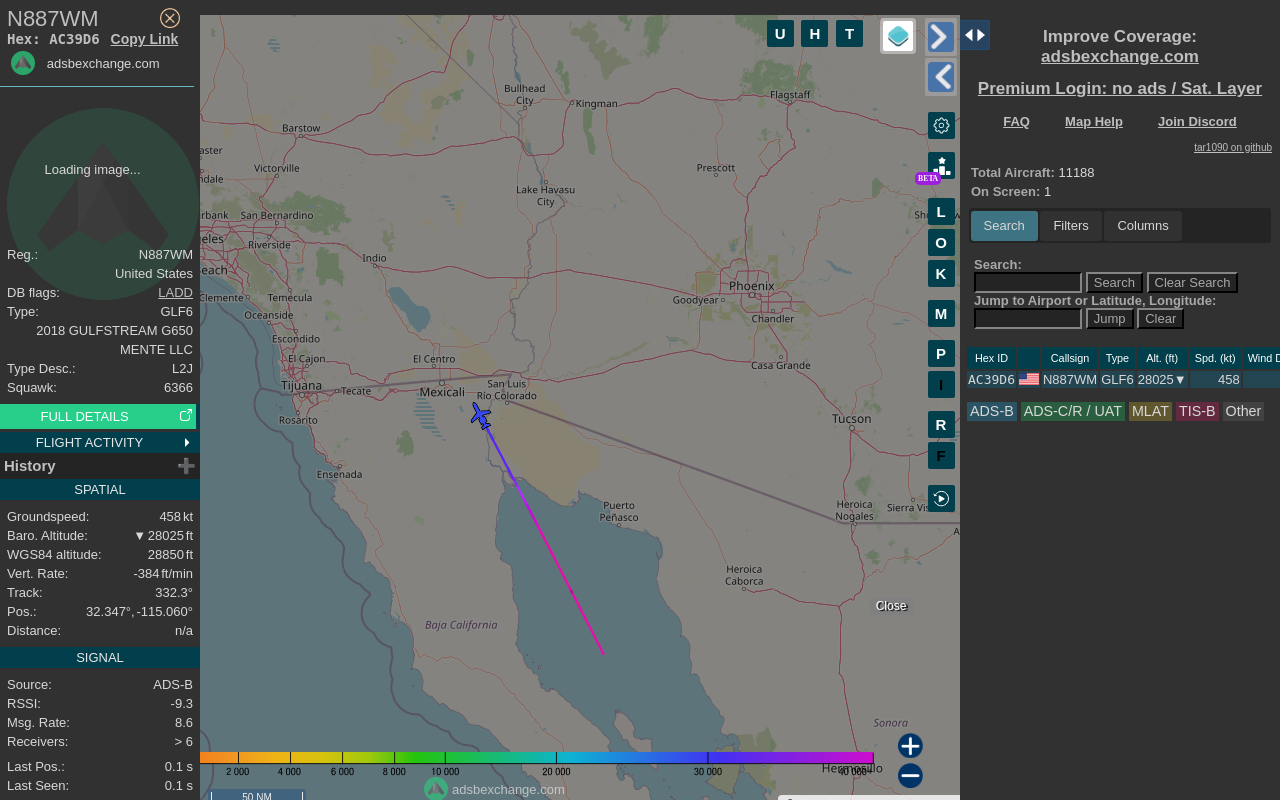 N887WM
Hex: AC39D6 Copy Link
adsbexchange.com
Loading image...
Reg.: N887WM
United States
DB flags: LADD
Type: GLF6
2018 GULFSTREAM G650
MENTE LLC
Type Desc.: L2J
Squawk: 6366
FULL DETAILS
FLIGHT ACTIVITY
History
SPATIAL
Groundspeed: 458 kt
Baro. Altitude: ▼ 28025 ft
WGS84 altitude: 28850 ft
Vert. Rate: -384 ft/min
Track: 332.3°
Pos.: 32.347°, -115.060°
Distance: n/a
SIGNAL
Source: ADS-B
RSSI: -9.3
Msg. Rate: 8.6
Receivers: > 6
Last Pos.: 0.1 s
Last Seen: 0.1 s
U H T
Bullhead City
Kingman
Flagstaff
Barstow
aster
ndale
Victorville
Prescott
Lake Havasu City
rbank
San Bernardino
Sho
eles
Riverside
Indio
each
Clemente
Temecula
Phoenix
Goodyear
Oceanside
Chandler
Escondido
El Cajon
El Centro
Casa Grande
Tijuana
Tecate
Mexicali
San Luis Río Colorado
Rosarito
Tucson
Ensenada
Puerto Peñasco
Heroica Nogales
Sierra Vis
A
Heroica Caborca
Baja California
Sonora
Hermosillo
Close
BETA
L
O
K
M
P
I
R
F
2 000 4 000 6 000 8 000 10 000 20 000 30 000 40 000+
adsbexchange.com
50 NM
Improve Coverage:
adsbexchange.com
Premium Login: no ads / Sat. Layer
FAQ Map Help Join Discord
tar1090 on github
Total Aircraft: 11188
On Screen: 1
Search Filters Columns
Search:
Search Clear Search
Jump to Airport or Latitude, Longitude:
Jump Clear
Hex ID Callsign Type Alt. (ft) Spd. (kt) Wind D
AC39D6 N887WM GLF6 28025▼ 458
ADS-B ADS-C/R / UAT MLAT TIS-B Other